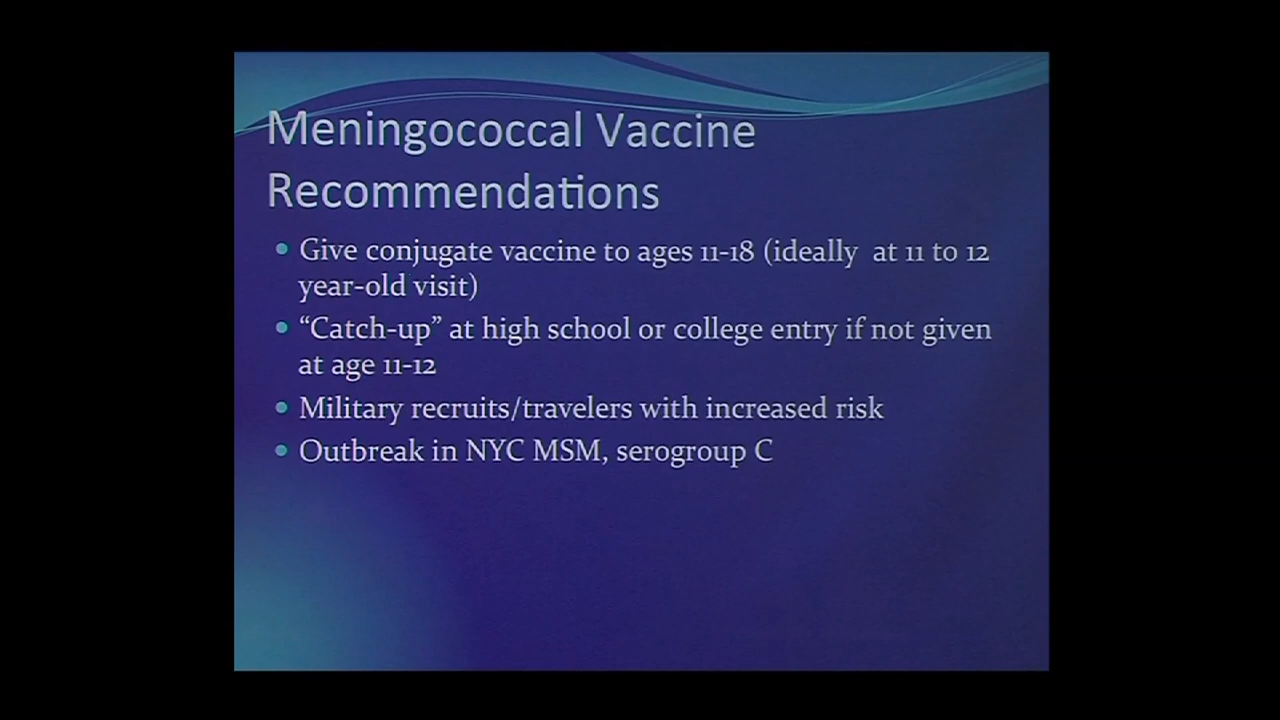 Meningococcal Vaccine
Recommendations
• Give conjugate vaccine to ages 11-18 (ideally at 11 to 12
year-old visit)
• “Catch-up” at high school or college entry if not given
at age 11-12
• Military recruits/travelers with increased risk
• Outbreak in NYC MSM, serogroup C